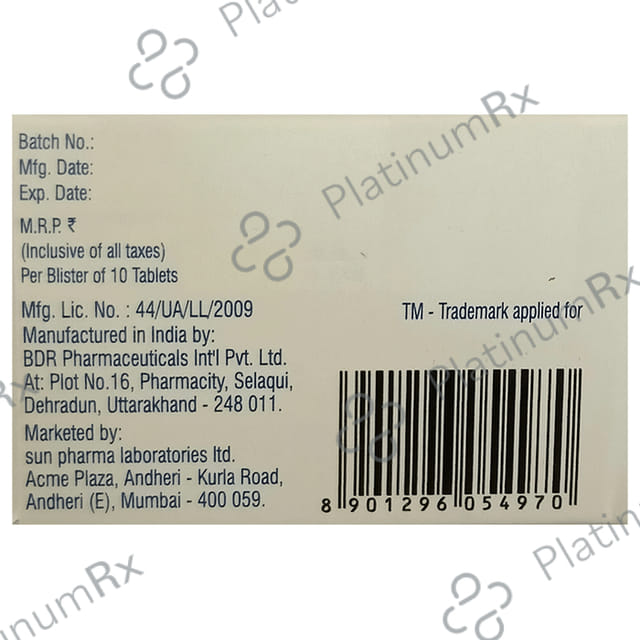 Batch No.:
Mfg. Date:
Exp. Date:
M.R.P. ₹
(Inclusive of all taxes)
Per Blister of 10 Tablets
Mfg. Lic. No. : 44/UA/LL/2009
TM - Trademark applied for
Manufactured in India by:
BDR Pharmaceuticals Int'l Pvt. Ltd.
At: Plot No.16, Pharmacity, Selaqui,
Dehradun, Uttarakhand - 248 011.
Marketed by:
sun pharma laboratories ltd.
Acme Plaza, Andheri - Kurla Road,
Andheri (E), Mumbai - 400 059.
8 901296 054970
PlatinumRx
PlatinumRx
PlatinumRx